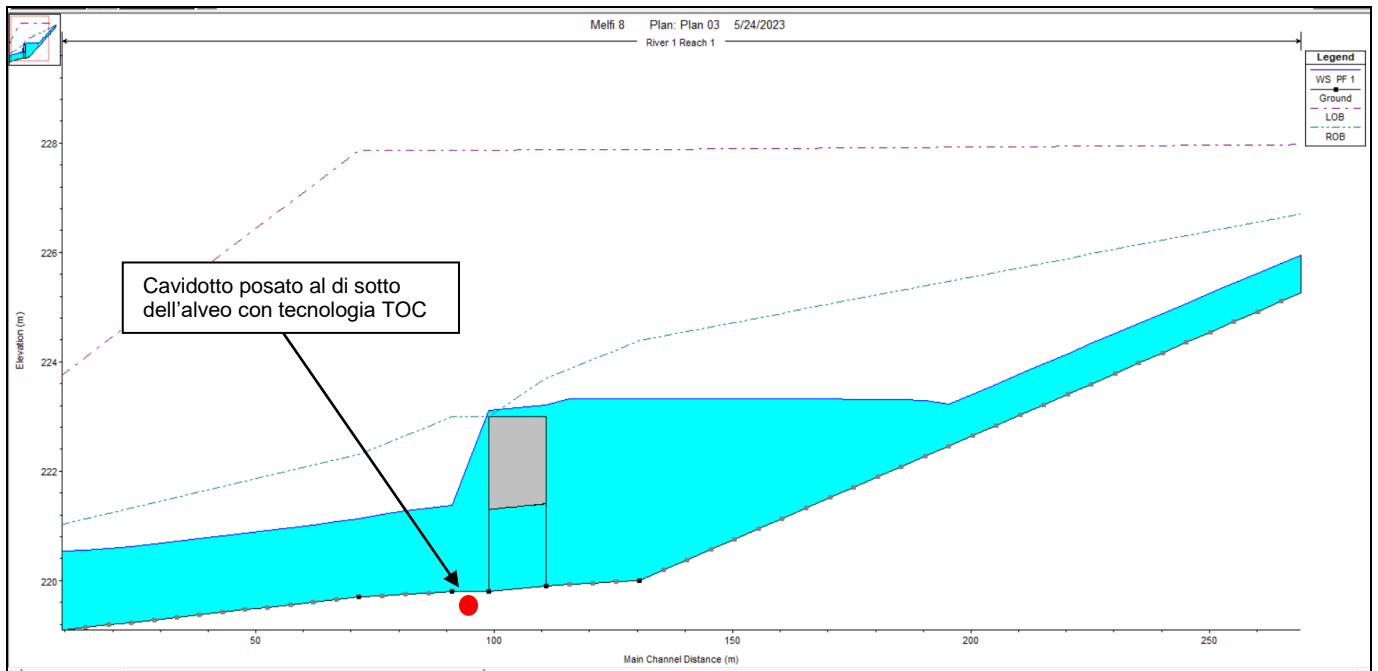 Melfi 8 Plan: Plan 03 5/24/2023
River 1 Reach 1
Legend
WS PF 1
Ground
LOB
ROB
Cavidotto posato al di sotto
dell'alveo con tecnologia TOC
Elevation (m)
228
226
224
222
220
50 100 150 200 250
Main Channel Distance (m)